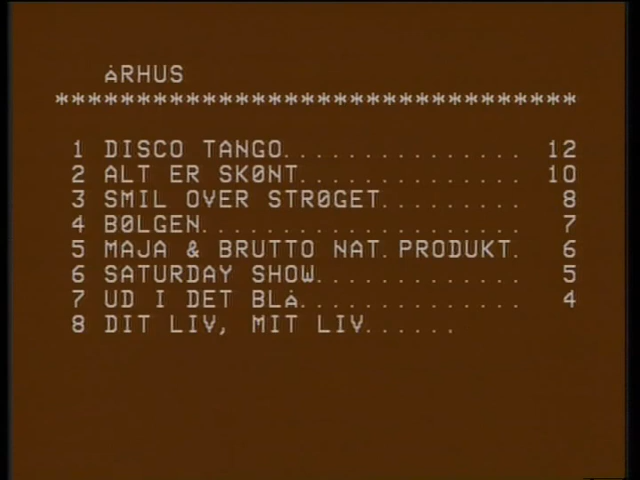 ÅRHUS
********************************
1 DISCO TANGO............... 12
2 ALT ER SKØNT.............. 10
3 SMIL OVER STRØGET......... 8
4 BØLGEN.................... 7
5 MAJA & BRUTTO NAT.PRODUKT. 6
6 SATURDAY SHOW............. 5
7 UD I DET BLÅ.............. 4
8 DIT LIV, MIT LIV......